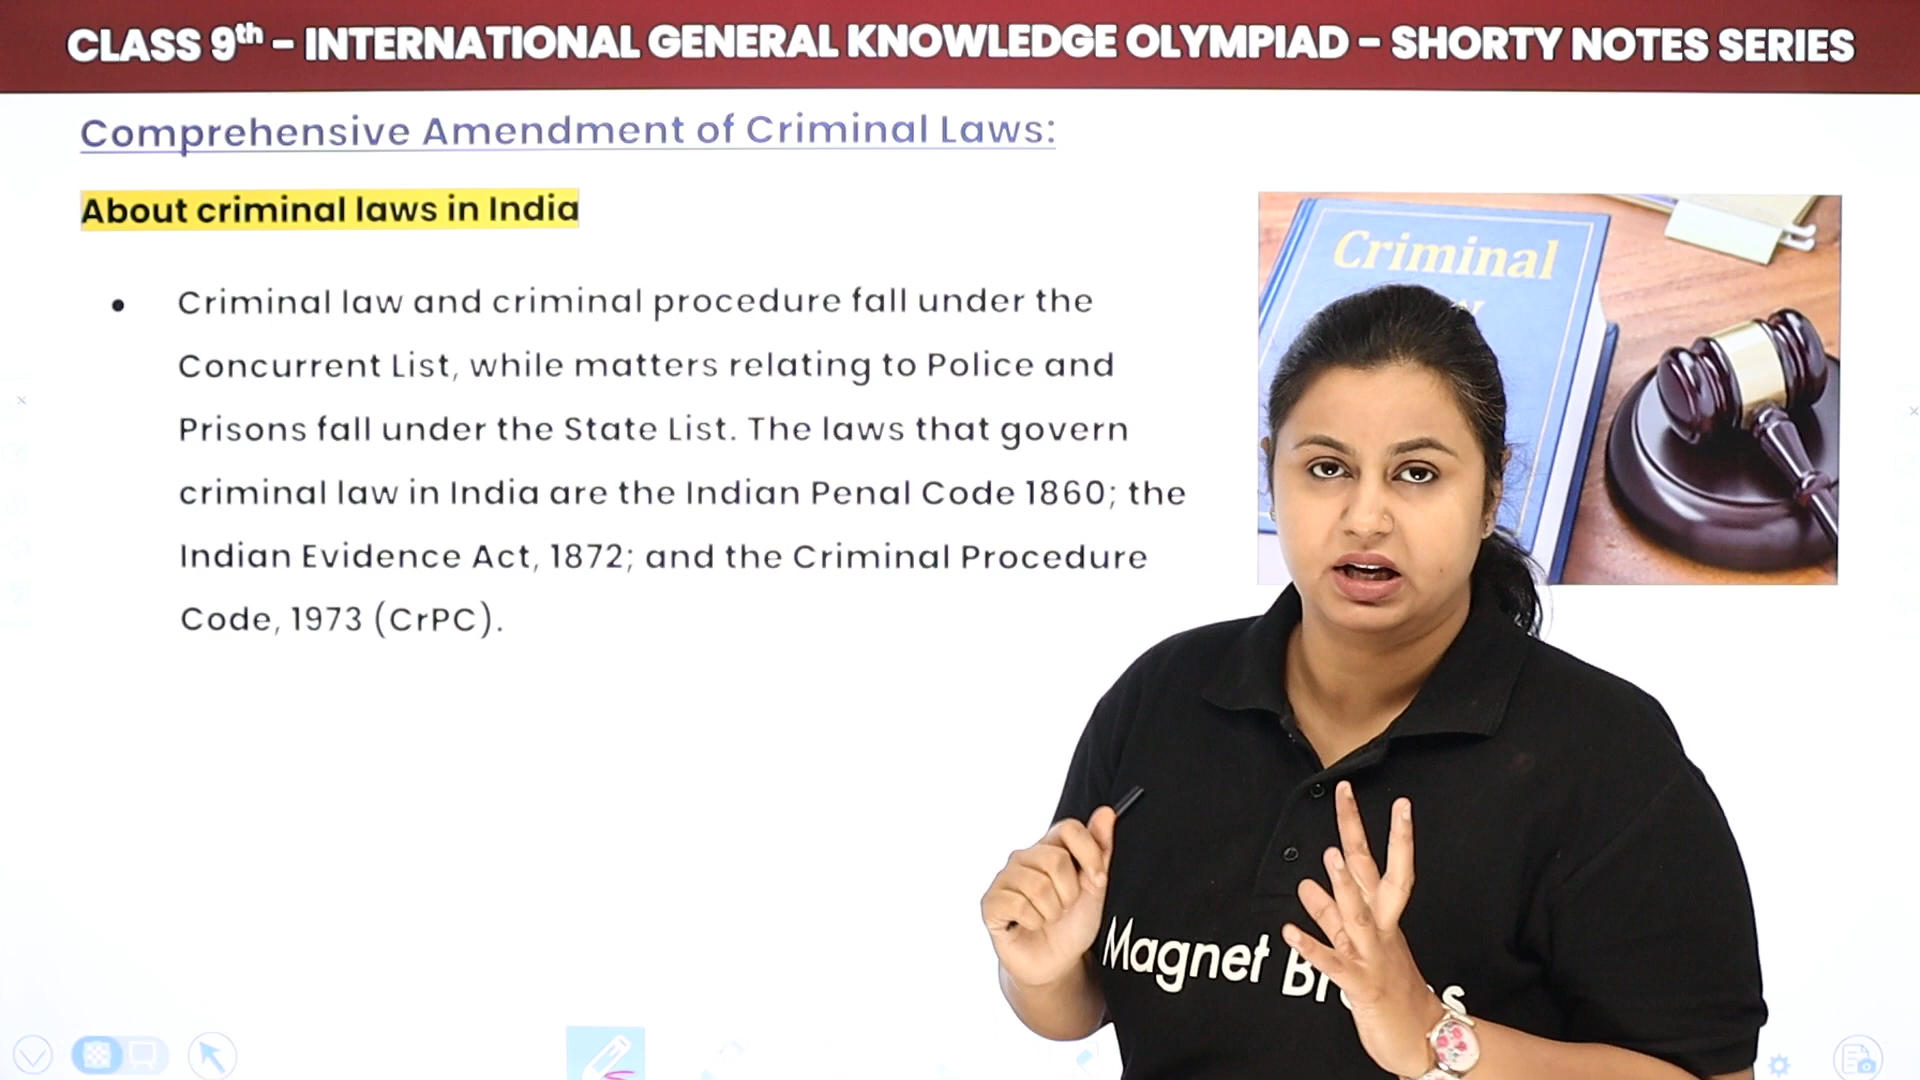 CLASS 9th - INTERNATIONAL GENERAL KNOWLEDGE OLYMPIAD - SHORTY NOTES SERIES
Comprehensive Amendment of Criminal Laws:
About criminal laws in India
• Criminal law and criminal procedure fall under the
Concurrent List, while matters relating to Police and
Prisons fall under the State List. The laws that govern
criminal law in India are the Indian Penal Code 1860; the
Indian Evidence Act, 1872; and the Criminal Procedure
Code, 1973 (CrPC).
Criminal
Magnet